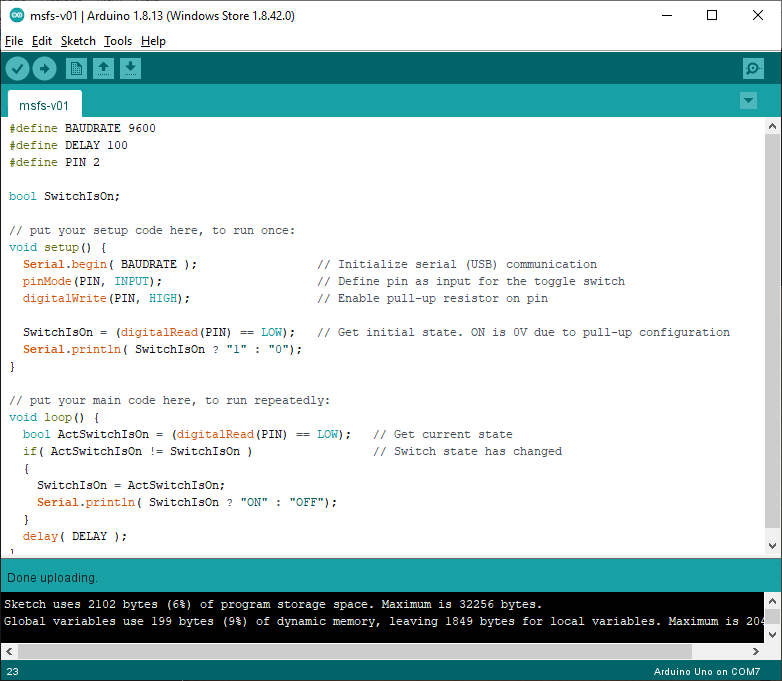 msfs-v01 | Arduino 1.8.13 (Windows Store 1.8.42.0)
File Edit Sketch Tools Help
msfs-v01
#define BAUDRATE 9600
#define DELAY 100
#define PIN 2
bool SwitchIsOn;
// put your setup code here, to run once:
void setup() {
Serial.begin( BAUDRATE ); // Initialize serial (USB) communication
pinMode(PIN, INPUT); // Define pin as input for the toggle switch
digitalWrite(PIN, HIGH); // Enable pull-up resistor on pin
SwitchIsOn = (digitalRead(PIN) == LOW); // Get initial state. ON is 0V due to pull-up configuration
Serial.println( SwitchIsOn ? "1" : "0");
}
// put your main code here, to run repeatedly:
void loop() {
bool ActSwitchIsOn = (digitalRead(PIN) == LOW); // Get current state
if( ActSwitchIsOn != SwitchIsOn ) // Switch state has changed
{
SwitchIsOn = ActSwitchIsOn;
Serial.println( SwitchIsOn ? "ON" : "OFF");
}
delay( DELAY );
}
Done uploading.
Sketch uses 2102 bytes (6%) of program storage space. Maximum is 32256 bytes.
Global variables use 199 bytes (9%) of dynamic memory, leaving 1849 bytes for local variables. Maximum is 204
23 Arduino Uno on COM7